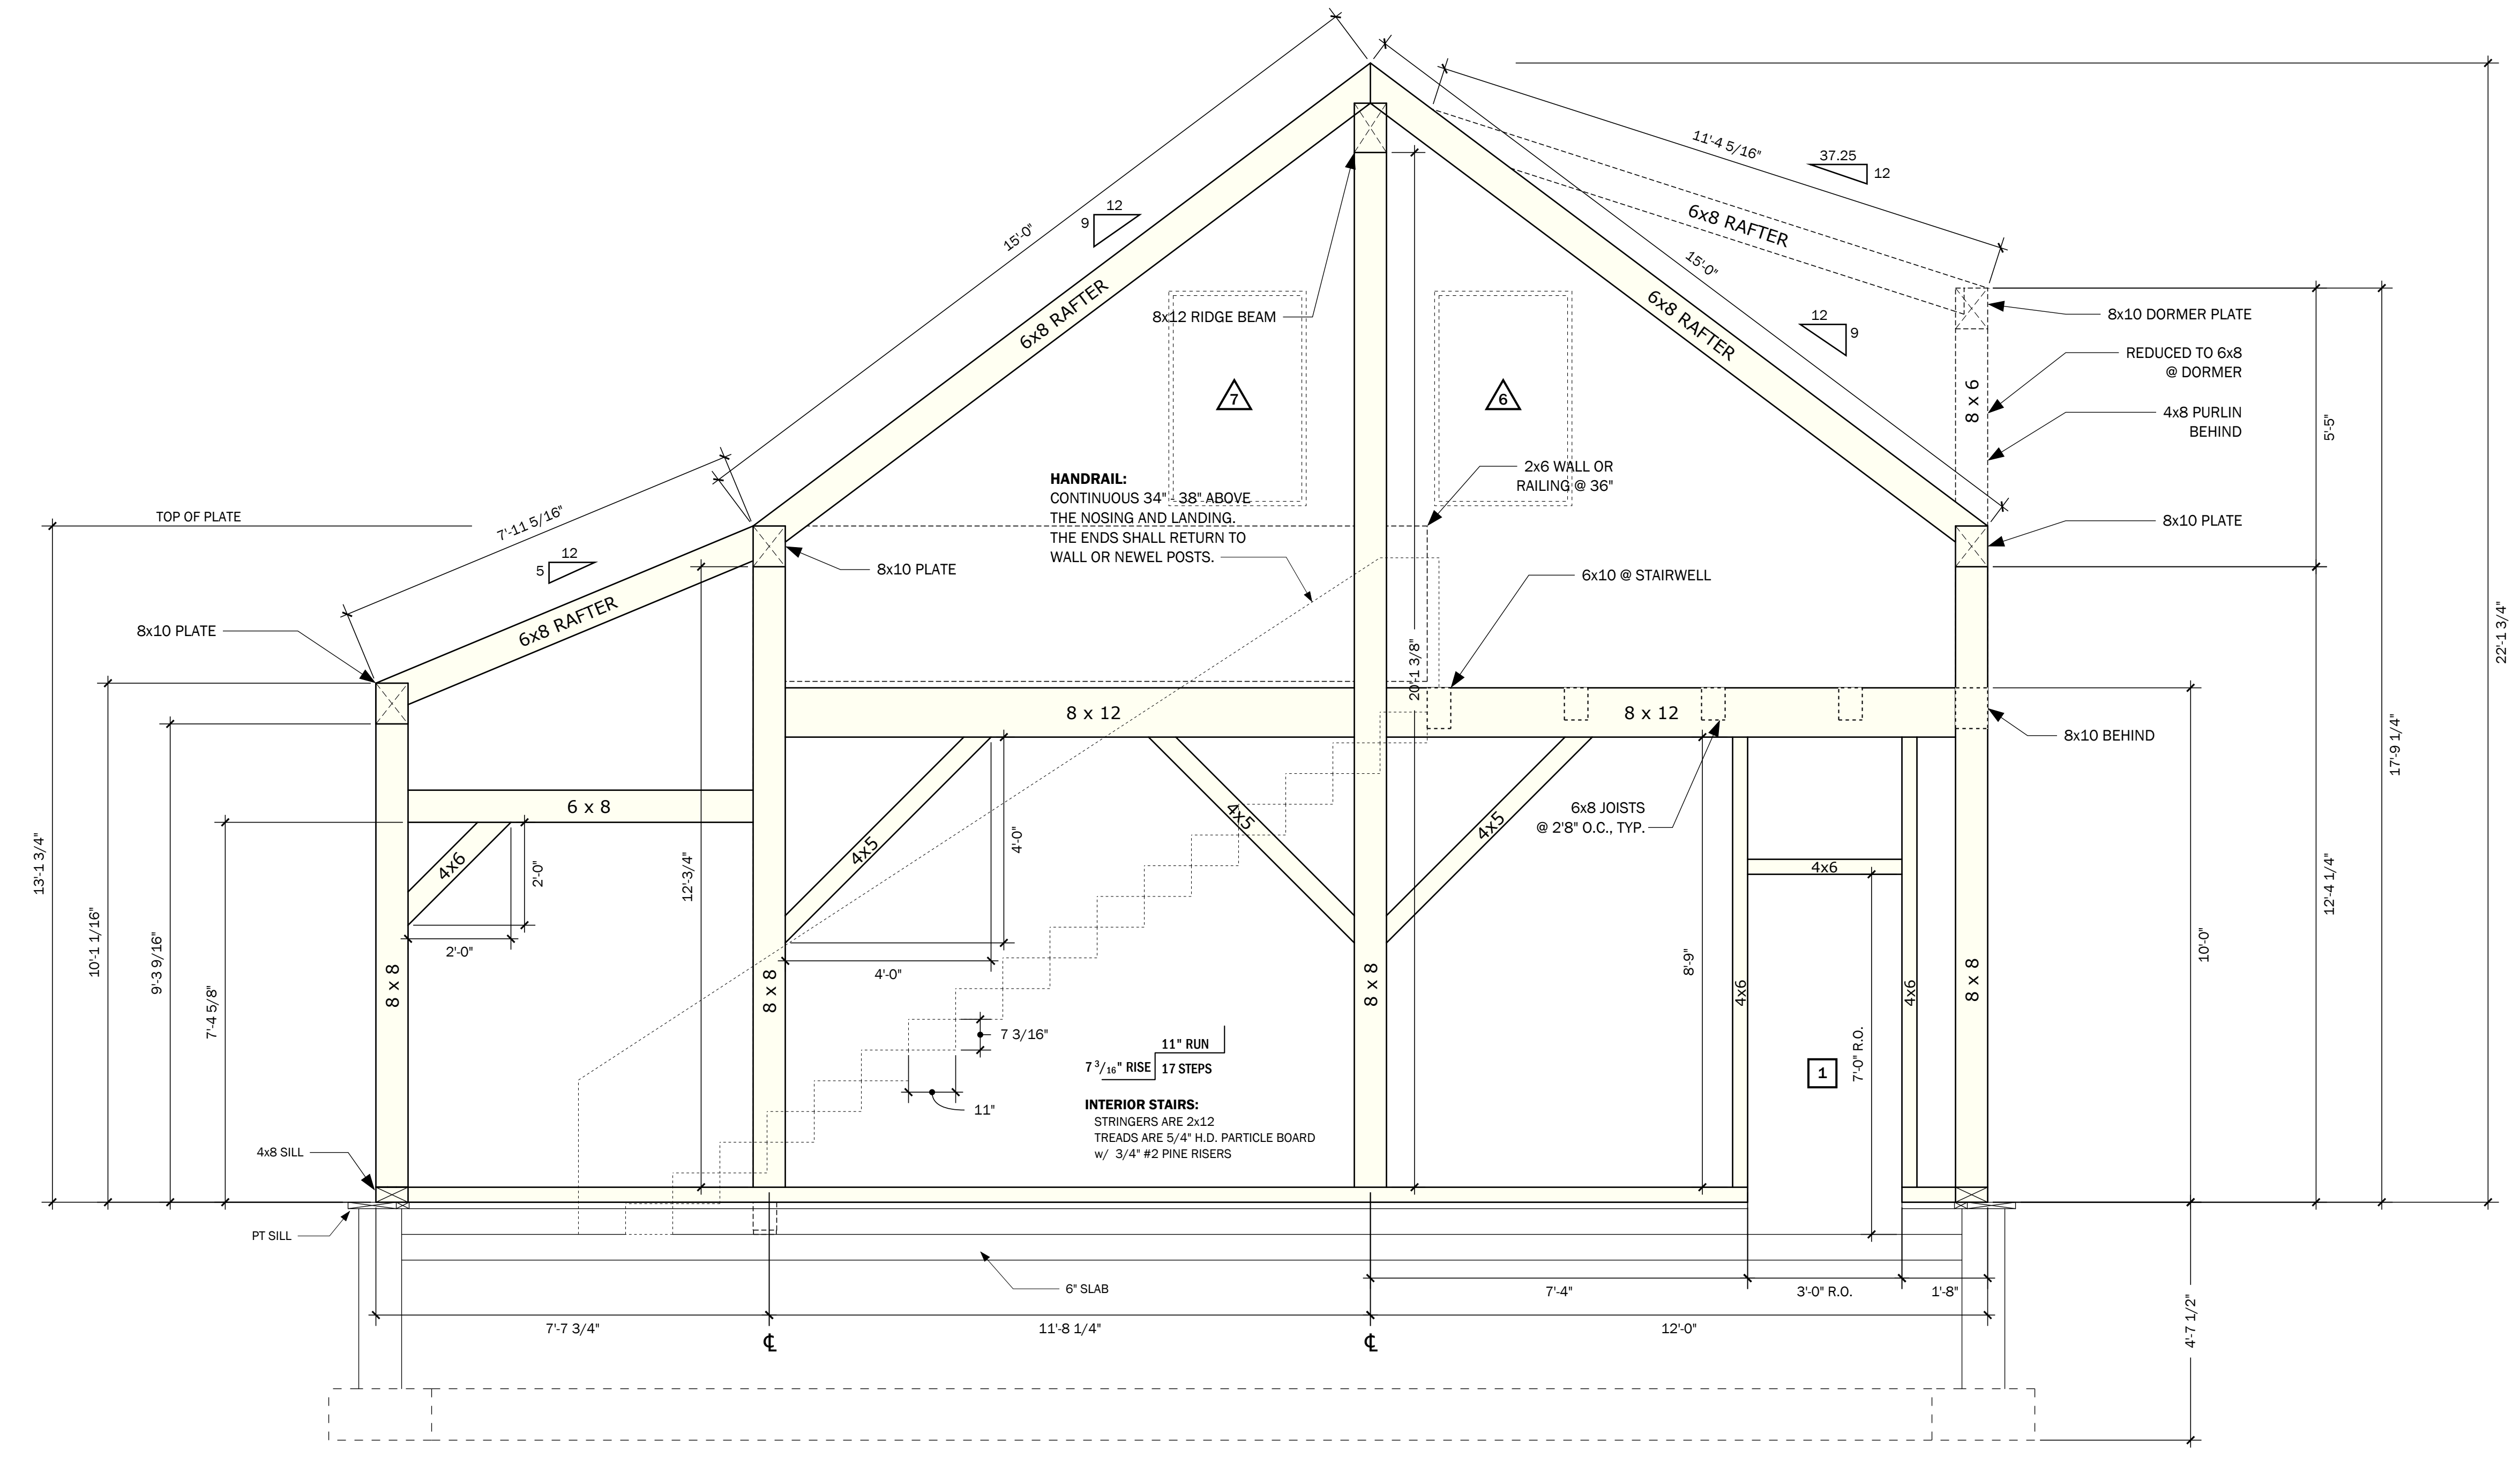 11'-4 5/16"
37.25
12
12
9
15'-0"
6x8 RAFTER
6x8 RAFTER
15'-0"
6x8 RAFTER
12
9
8x12 RIDGE BEAM
8x10 DORMER PLATE
REDUCED TO 6x8
@ DORMER
8 x 6
4x8 PURLIN
BEHIND
5'-5"
7
6
HANDRAIL:
CONTINUOUS 34" - 38" ABOVE
THE NOSING AND LANDING.
THE ENDS SHALL RETURN TO
WALL OR NEWEL POSTS.
2x6 WALL OR
RAILING @ 36"
TOP OF PLATE
7'-11 5/16"
12
5
8x10 PLATE
8x10 PLATE
6x10 @ STAIRWELL
6x8 RAFTER
8x10 PLATE
22'-1 3/4"
20'-1 3/8"
8 x 12
8 x 12
8x10 BEHIND
17'-9 1/4"
6 x 8
6x8 JOISTS
@ 2'8" O.C., TYP.
4x6
2'-0"
2'-0"
4x5
4'-0"
4'-0"
4x5
4x5
4x6
13'-1 3/4"
10'-1 1/16"
9'-3 9/16"
7'-4 5/8"
12'-3/4"
8'-9"
12'-4 1/4"
10'-0"
8 x 8
8 x 8
8 x 8
4x6
4x6
8 x 8
7 3/16"
11"
11" RUN
7 3/16" RISE
17 STEPS
7'-0" R.O.
1
INTERIOR STAIRS:
STRINGERS ARE 2x12
TREADS ARE 5/4" H.D. PARTICLE BOARD
w/ 3/4" #2 PINE RISERS
4x8 SILL
PT SILL
6" SLAB
7'-4"
3'-0" R.O.
1'-8"
7'-7 3/4"
11'-8 1/4"
12'-0"
℄
℄
4'-7 1/2"